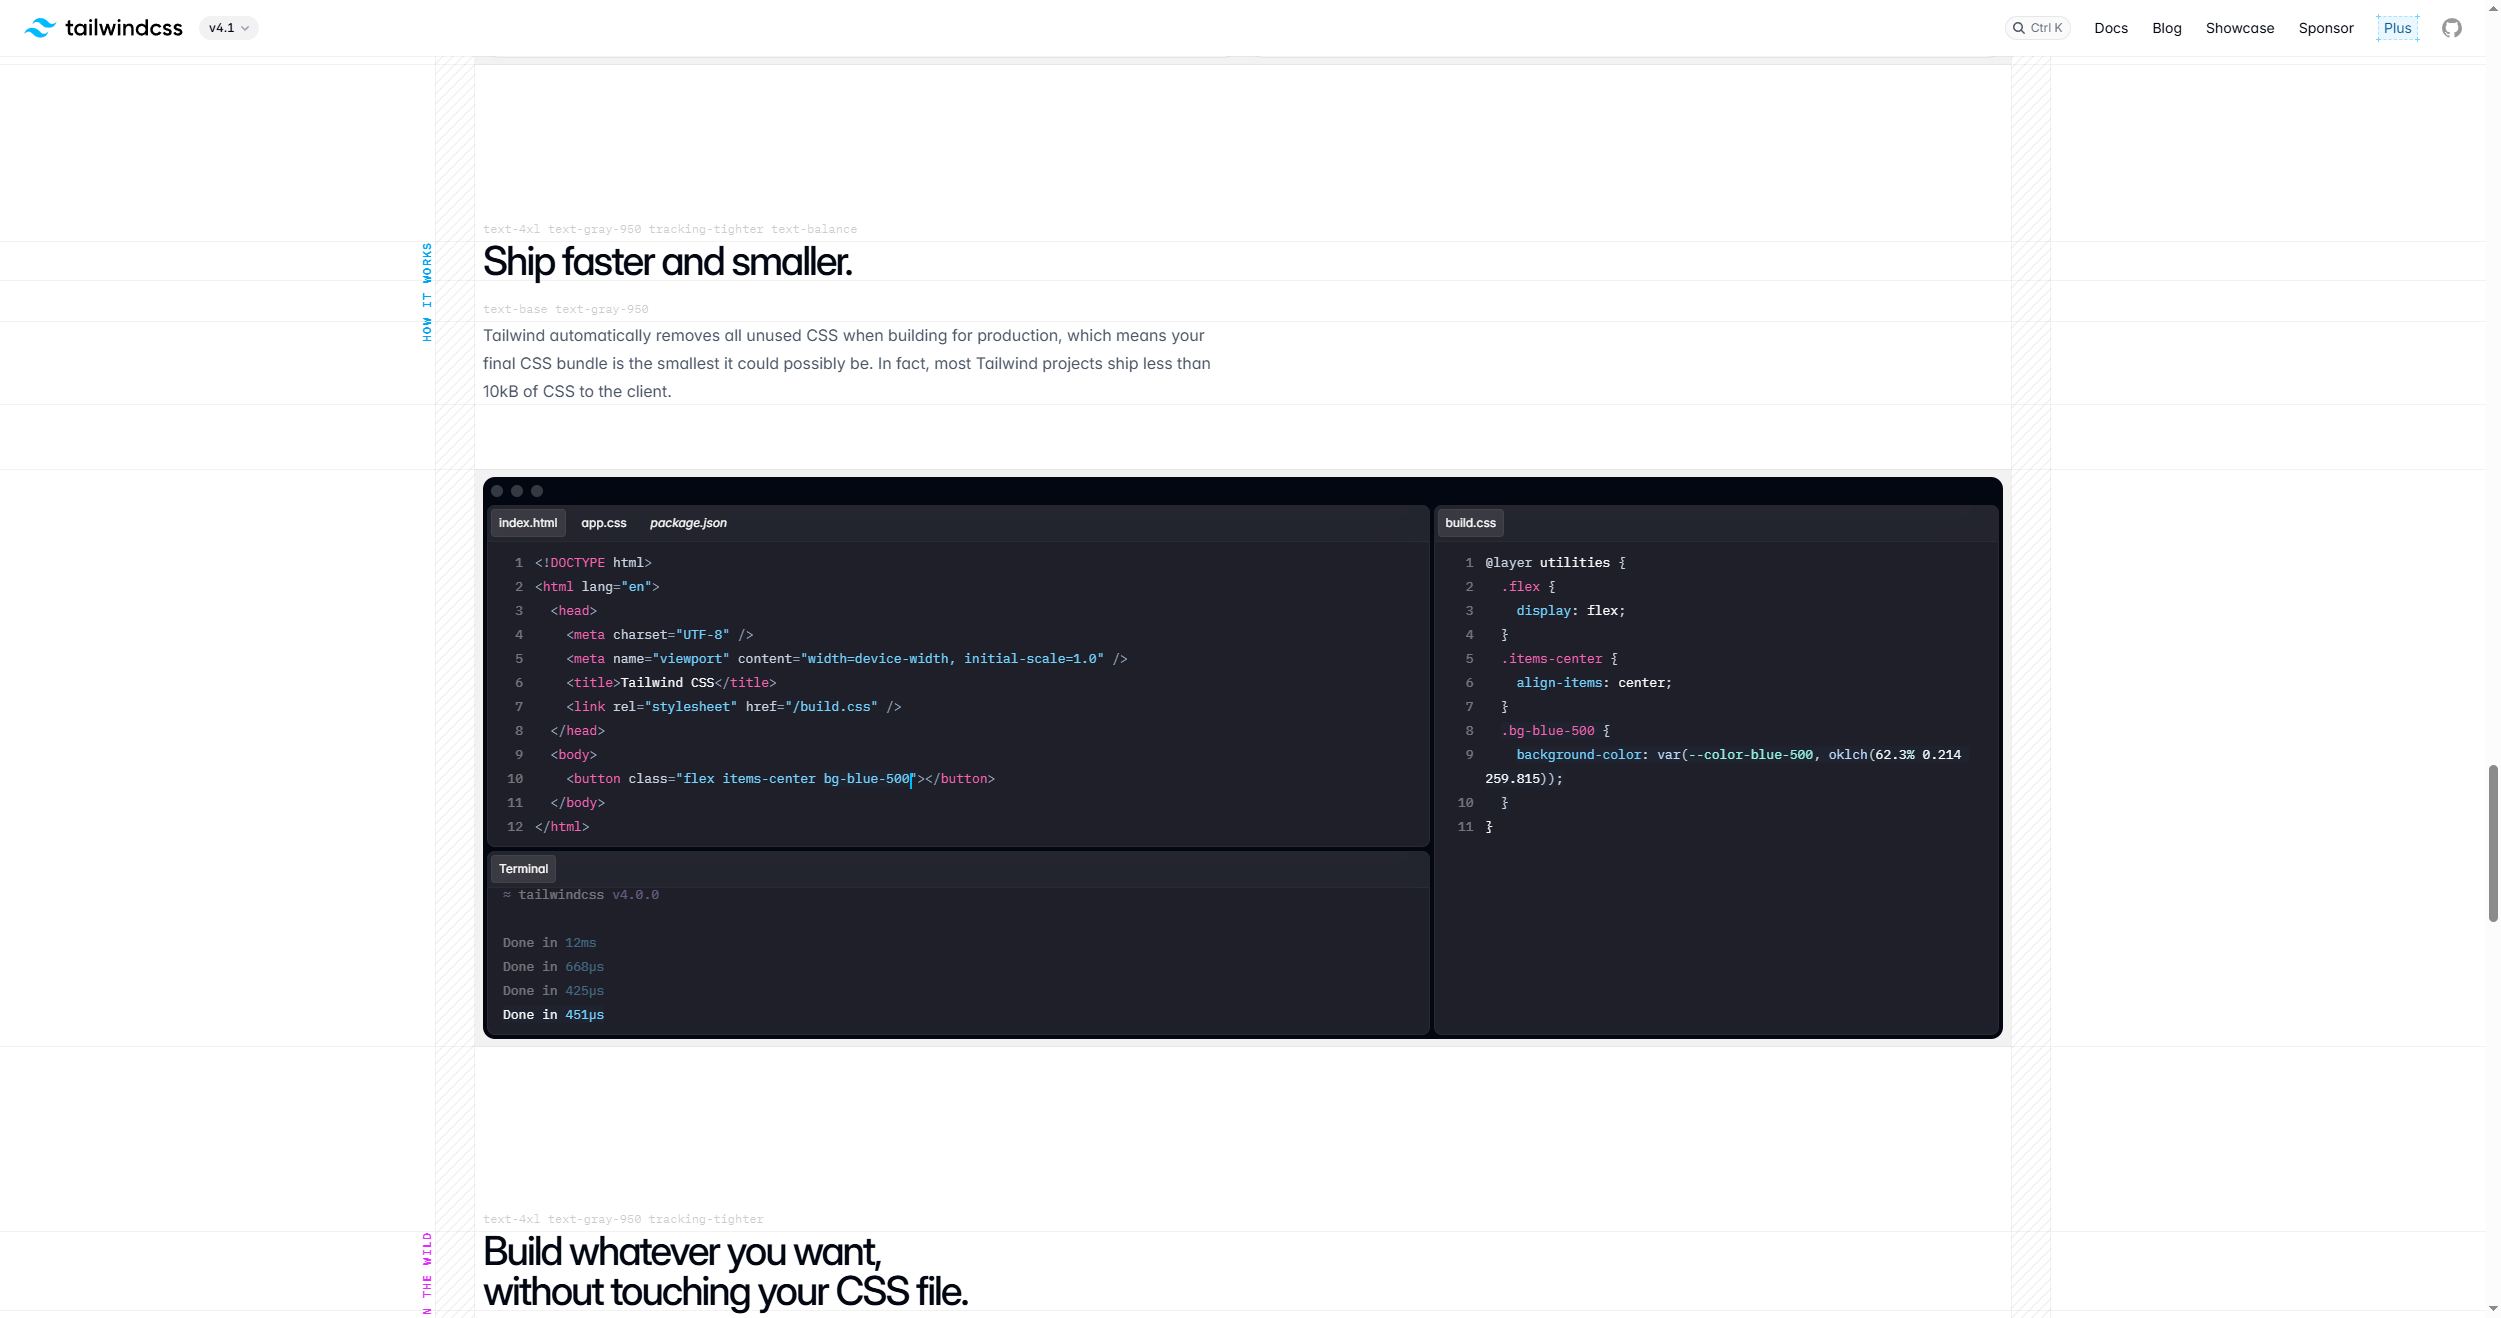 tailwindcss v4.1
Ctrl K Docs Blog Showcase Sponsor Plus
HOW IT WORKS
text-4xl text-gray-950 tracking-tighter text-balance
Ship faster and smaller.
text-base text-gray-950
Tailwind automatically removes all unused CSS when building for production, which means your
final CSS bundle is the smallest it could possibly be. In fact, most Tailwind projects ship less than
10kB of CSS to the client.
index.html app.css package.json
1 <!DOCTYPE html>
2 <html lang="en">
3 <head>
4 <meta charset="UTF-8" />
5 <meta name="viewport" content="width=device-width, initial-scale=1.0" />
6 <title>Tailwind CSS</title>
7 <link rel="stylesheet" href="/build.css" />
8 </head>
9 <body>
10 <button class="flex items-center bg-blue-500"></button>
11 </body>
12 </html>
Terminal
≈ tailwindcss v4.0.0
Done in 12ms
Done in 668µs
Done in 425µs
Done in 451µs
build.css
1 @layer utilities {
2 .flex {
3 display: flex;
4 }
5 .items-center {
6 align-items: center;
7 }
8 .bg-blue-500 {
9 background-color: var(--color-blue-500, oklch(62.3% 0.214
259.815));
10 }
11 }
N THE WILD
text-4xl text-gray-950 tracking-tighter
Build whatever you want,
without touching your CSS file.